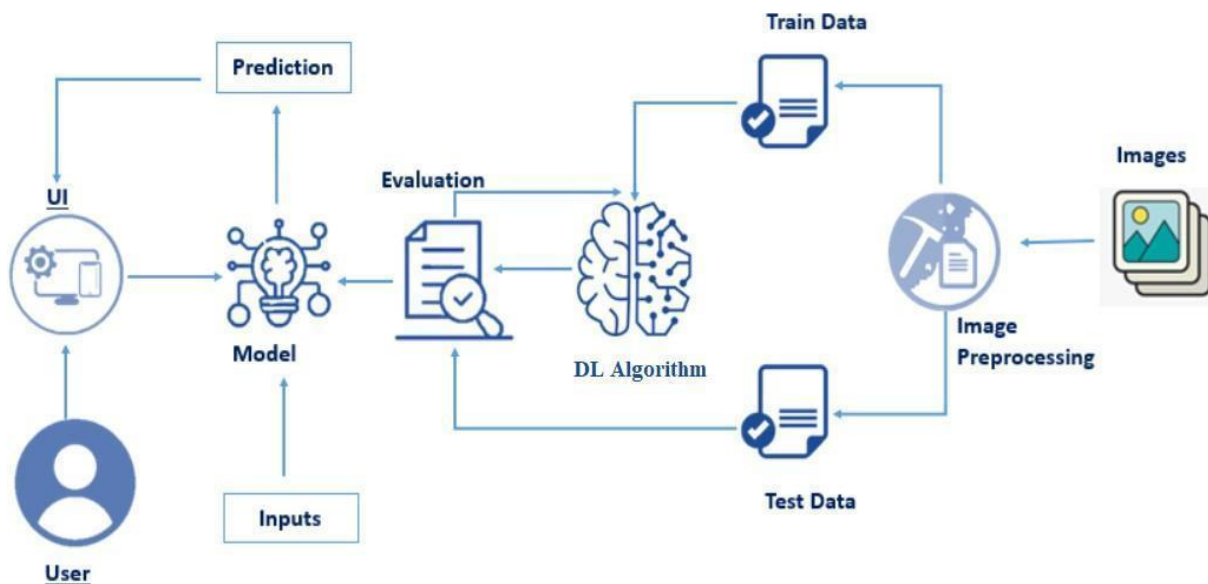 Train Data
Prediction
Images
Evaluation
UI
Image
Preprocessing
Model
DL Algorithm
Test Data
Inputs
User